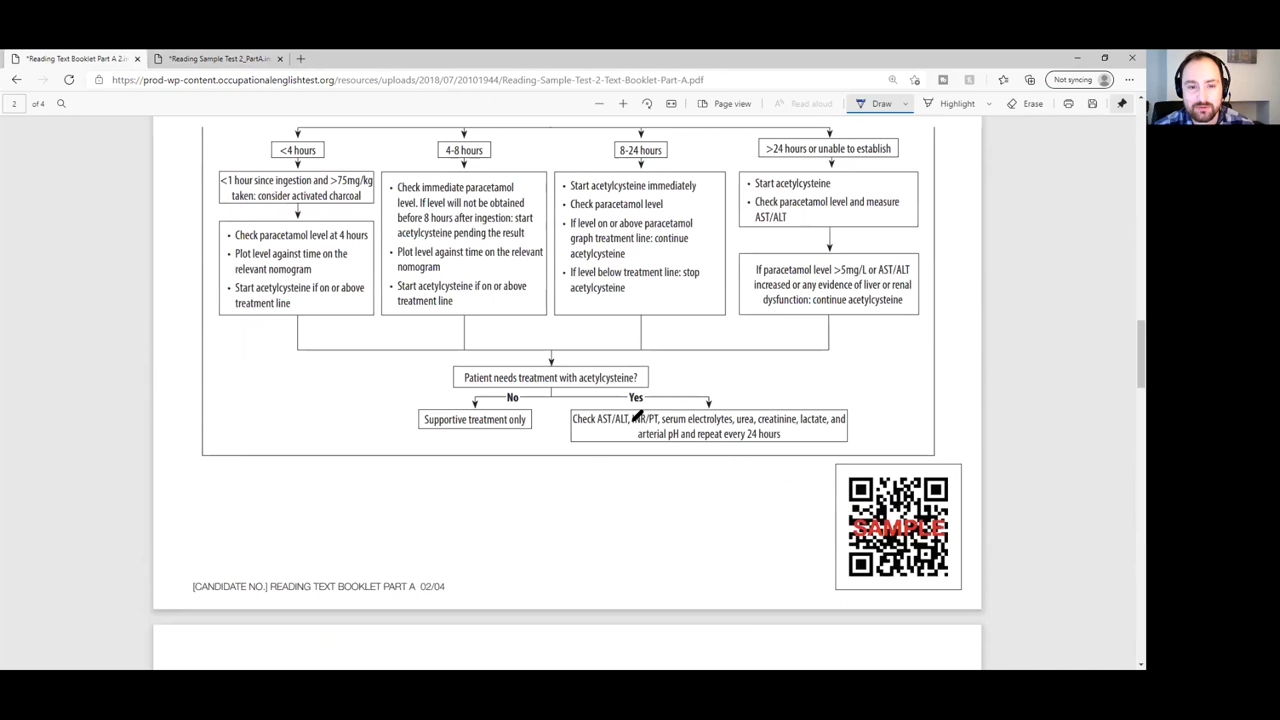 *Reading Text Booklet Part A 2.in
*Reading Sample Test 2_PartA.in
https://prod-wp-content.occupationalenglishtest.org/resources/uploads/2018/07/20101944/Reading-Sample-Test-2-Text-Booklet-Part-A.pdf
Not syncing
2
of 4
Page view
Read aloud
Draw
Highlight
Erase
<4 hours
4-8 hours
8-24 hours
>24 hours or unable to establish
<1 hour since ingestion and >75mg/kg
taken: consider activated charcoal
• Check paracetamol level at 4 hours
• Plot level against time on the
relevant nomogram
• Start acetylcysteine if on or above
treatment line
• Check immediate paracetamol
level. If level will not be obtained
before 8 hours after ingestion: start
acetylcysteine pending the result
• Plot level against time on the relevant
nomogram
• Start acetylcysteine if on or above
treatment line
• Start acetylcysteine immediately
• Check paracetamol level
• If level on or above paracetamol
graph treatment line: continue
acetylcysteine
• If level below treatment line: stop
acetylcysteine
• Start acetylcysteine
• Check paracetamol level and measure
AST/ALT
If paracetamol level >5mg/L or AST/ALT
increased or any evidence of liver or renal
dysfunction: continue acetylcysteine
Patient needs treatment with acetylcysteine?
No
Yes
Supportive treatment only
Check AST/ALT, INR/PT, serum electrolytes, urea, creatinine, lactate, and
arterial pH and repeat every 24 hours
SAMPLE
[CANDIDATE NO.] READING TEXT BOOKLET PART A 02/04